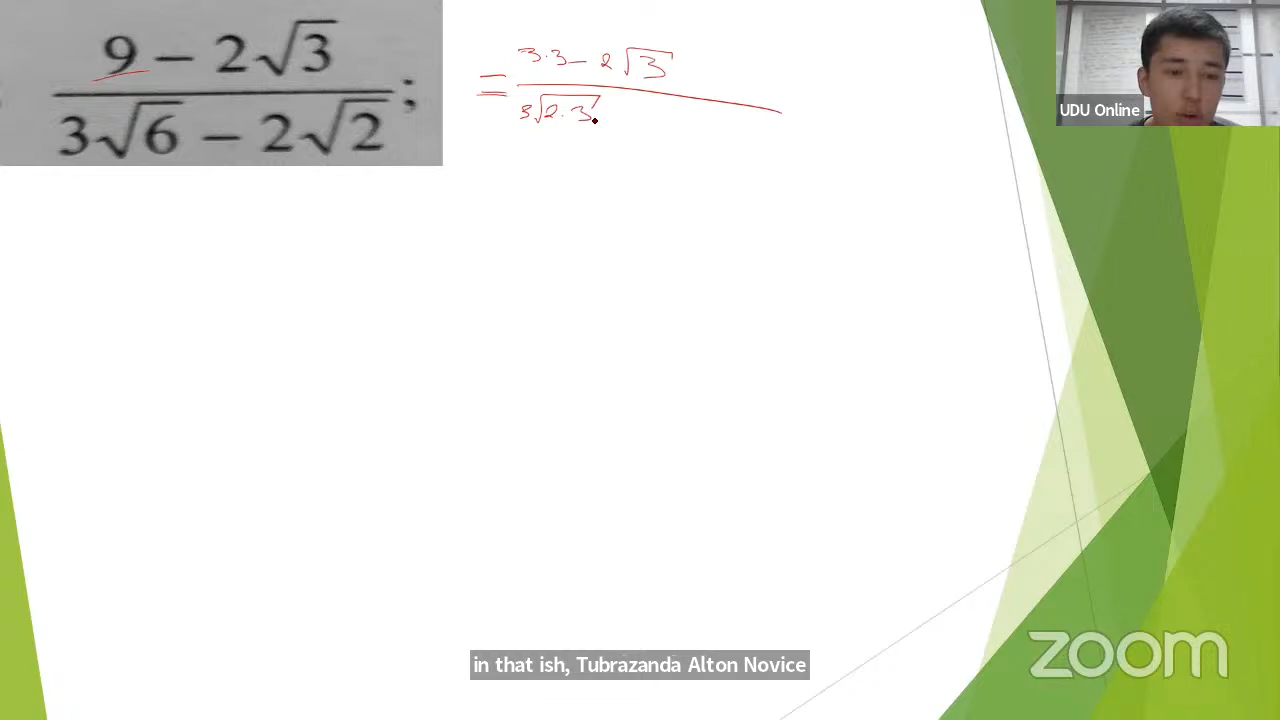 9 − 2√3
3√6 − 2√2 ;
= 3·3 − 2√3
3√2·3
UDU Online
zoom
in that ish, Tubrazanda Alton Novice